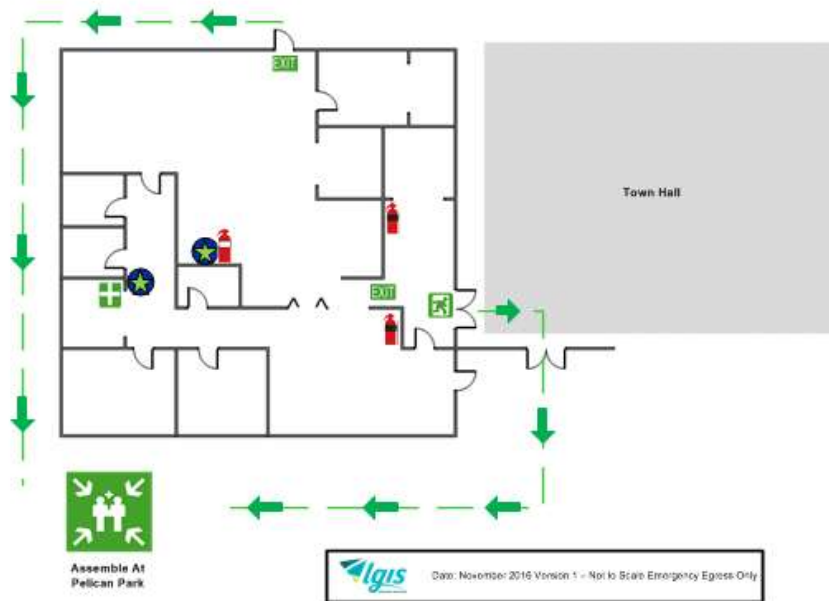 EXIT
Town Hall
EXIT
Assemble At
Pelican Park
lgis
Date: November 2016 Version 1 – Not to Scale Emergency Egress Only